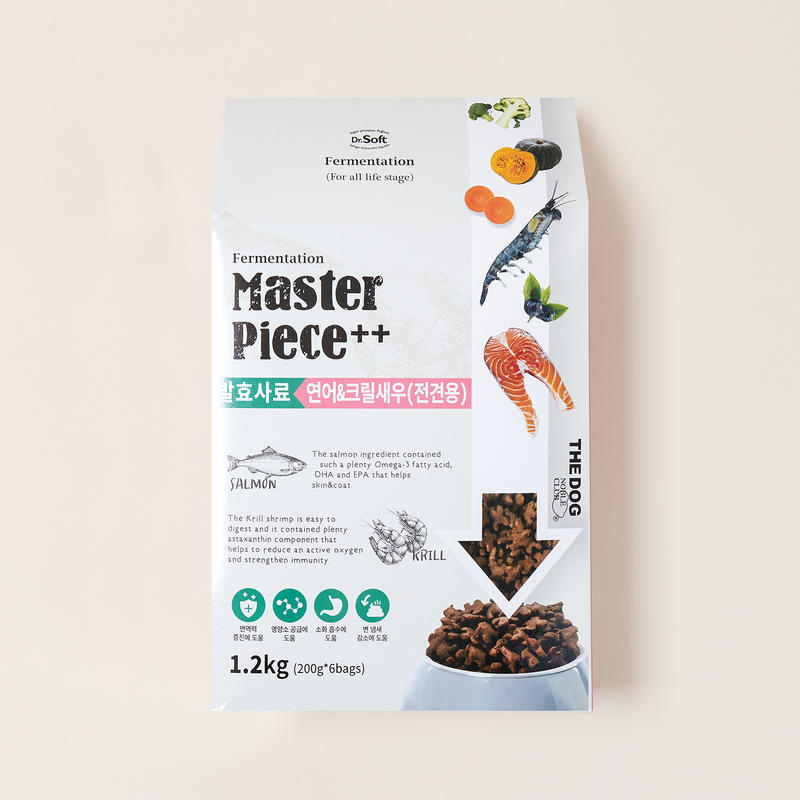 Dr.Soft
Fermentation
(For all life stage)
Fermentation
Master
Piece++
발효사료 연어&크릴새우(전견용)
The salmon ingredient contained
such a plenty Omega-3 fatty acid,
DHA and EPA that helps
skin&coat.
SALMON
The Krill shrimp is easy to
digest and it contained plenty
astaxanthin component that
helps to reduce an active oxygen
and strengthen immunity.
KRILL
THE DOG
NOBLE
CLUB
®
면역력
증진에 도움
영양소 공급에
도움
소화 흡수에
도움
변 냄새
감소에 도움
1.2kg (200g*6bags)